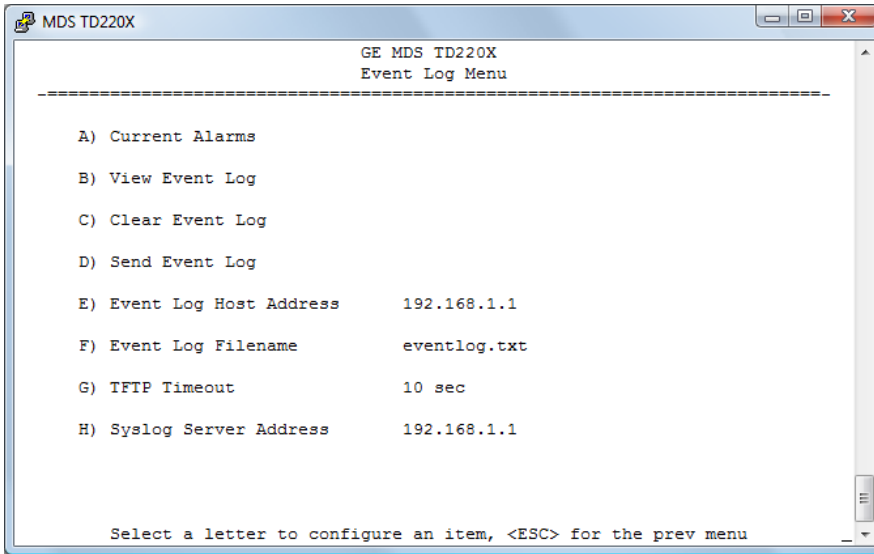 MDS TD220X
GE MDS TD220X
Event Log Menu
A) Current Alarms
B) View Event Log
C) Clear Event Log
D) Send Event Log
E) Event Log Host Address 192.168.1.1
F) Event Log Filename eventlog.txt
G) TFTP Timeout 10 sec
H) Syslog Server Address 192.168.1.1
Select a letter to configure an item, <ESC> for the prev menu